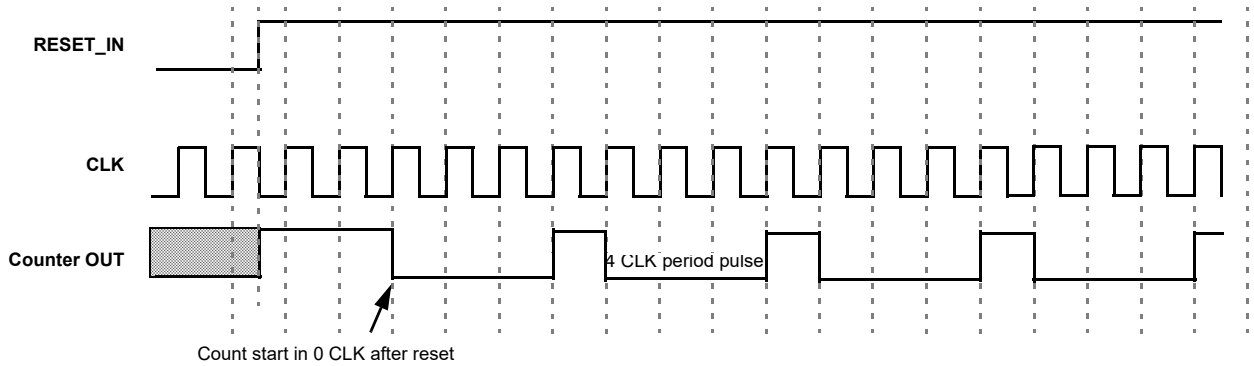 RESET_IN
CLK
Counter OUT
4 CLK period pulse
Count start in 0 CLK after reset